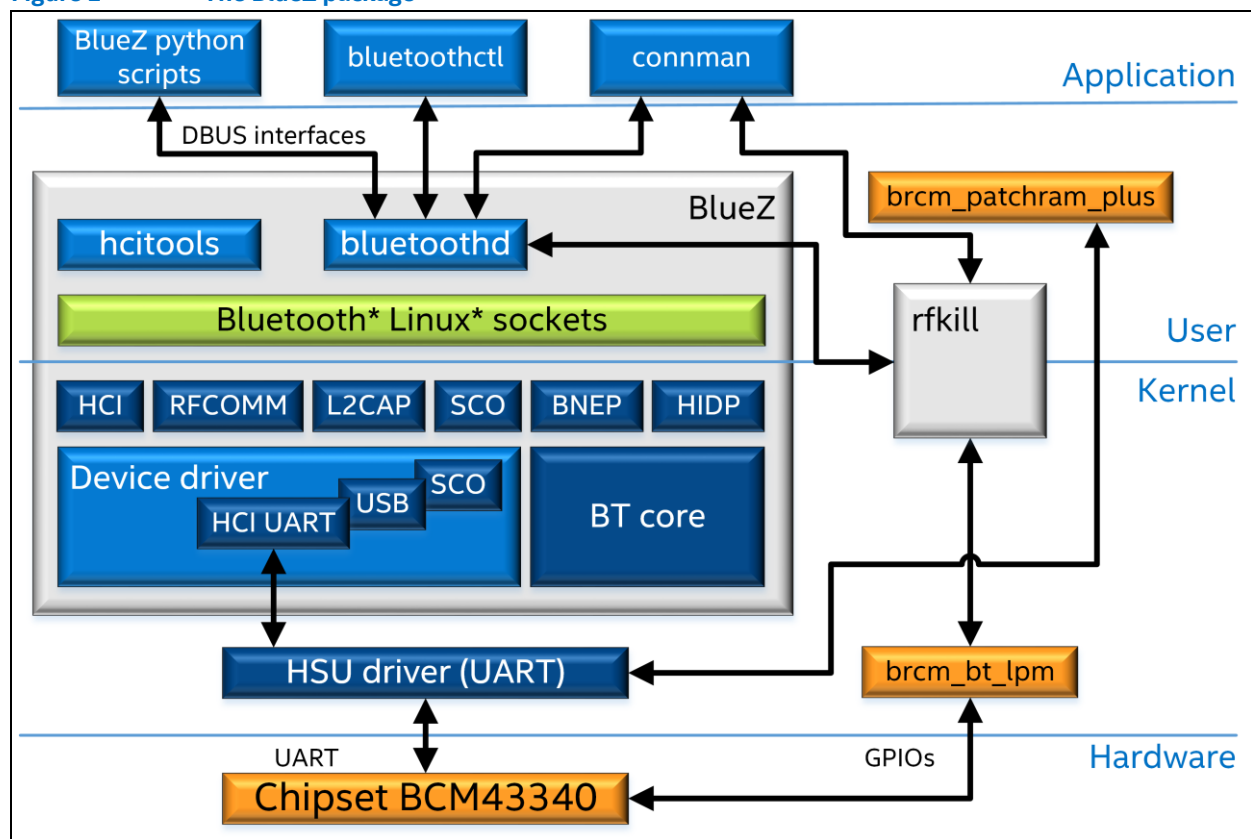 BlueZ python
scripts
bluetoothctl
connman
Application
DBUS interfaces
BlueZ
brcm_patchram_plus
hcitools
bluetoothd
Bluetooth* Linux* sockets
rfkill
User
Kernel
HCI
RFCOMM
L2CAP
SCO
BNEP
HIDP
Device driver
SCO
USB
HCI UART
BT core
HSU driver (UART)
brcm_bt_lpm
UART
GPIOs
Hardware
Chipset BCM43340